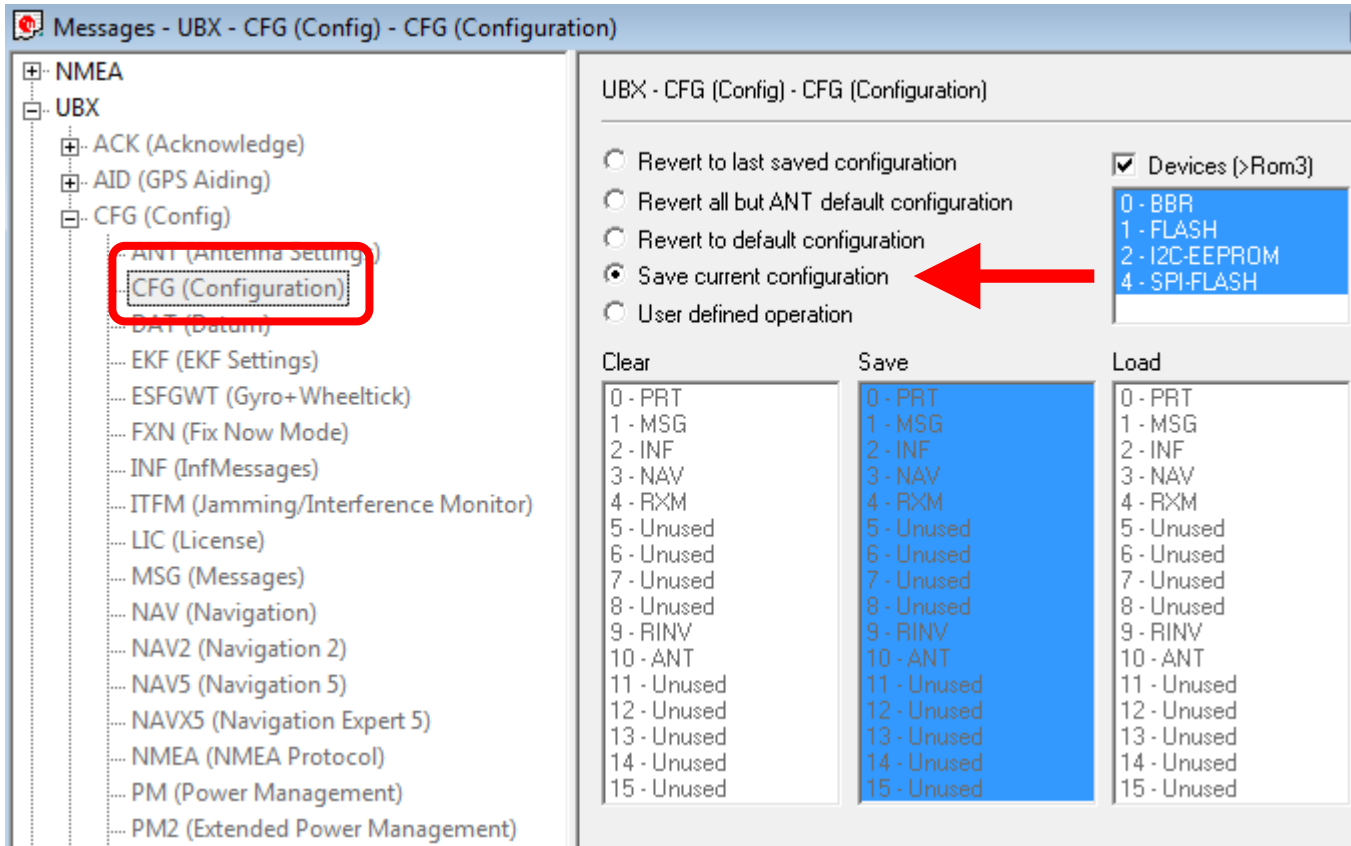 Messages - UBX - CFG (Config) - CFG (Configuration)
NMEA
UBX
ACK (Acknowledge)
AID (GPS Aiding)
CFG (Config)
ANT (Antenna Settings)
CFG (Configuration)
DAT (Datum)
EKF (EKF Settings)
ESFGWT (Gyro+Wheeltick)
FXN (Fix Now Mode)
INF (InfMessages)
ITFM (Jamming/Interference Monitor)
LIC (License)
MSG (Messages)
NAV (Navigation)
NAV2 (Navigation 2)
NAV5 (Navigation 5)
NAVX5 (Navigation Expert 5)
NMEA (NMEA Protocol)
PM (Power Management)
PM2 (Extended Power Management)
UBX - CFG (Config) - CFG (Configuration)
Revert to last saved configuration
Revert all but ANT default configuration
Revert to default configuration
Save current configuration
User defined operation
Devices (>Rom3)
0 - BBR
1 - FLASH
2 - I2C-EEPROM
4 - SPI-FLASH
Clear
0 - PRT
1 - MSG
2 - INF
3 - NAV
4 - RXM
5 - Unused
6 - Unused
7 - Unused
8 - Unused
9 - RINV
10 - ANT
11 - Unused
12 - Unused
13 - Unused
14 - Unused
15 - Unused
Save
0 - PRT
1 - MSG
2 - INF
3 - NAV
4 - RXM
5 - Unused
6 - Unused
7 - Unused
8 - Unused
9 - RINV
10 - ANT
11 - Unused
12 - Unused
13 - Unused
14 - Unused
15 - Unused
Load
0 - PRT
1 - MSG
2 - INF
3 - NAV
4 - RXM
5 - Unused
6 - Unused
7 - Unused
8 - Unused
9 - RINV
10 - ANT
11 - Unused
12 - Unused
13 - Unused
14 - Unused
15 - Unused